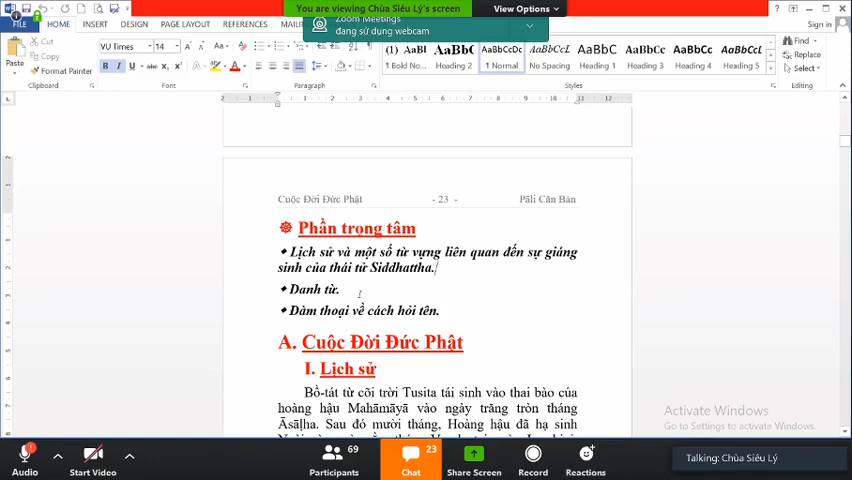 You are viewing Chùa Siêu Lý's screen
View Options
Zoom Meetings
đang sử dụng webcam
FILE HOME INSERT DESIGN PAGE LAYOUT REFERENCES
Sign in
Cut
Copy
Format Painter
Paste
VU Times 14
AaBl AaBbC AaBbCcDc AaBbCcL AaBbC AaBbCc AaBbCc AaBbCcL
1 Bold No... Heading 2 1 Normal No Spacing Heading 1 Heading 3 Heading 4 Heading 5
Find
Replace
Select
Clipboard Font Paragraph Styles Editing
Cuộc Đời Đức Phật - 23 - Pāli Căn Bản
Phần trọng tâm
Lịch sử và một số từ vựng liên quan đến sự giáng
sinh của thái tử Siddhattha.
Danh từ.
Đàm thoại về cách hỏi tên.
A. Cuộc Đời Đức Phật
I. Lịch sử
Bồ-tát từ cõi trời Tusita tái sinh vào thai bào của
hoàng hậu Mahāmāyā vào ngày trăng tròn tháng
Āsāḷha. Sau đó mười tháng, Hoàng hậu đã hạ sinh
Activate Windows
Go to Settings to activate Windows.
Audio
Start Video
69
Participants
23
Chat
Share Screen
Record
Reactions
Talking: Chùa Siêu Lý